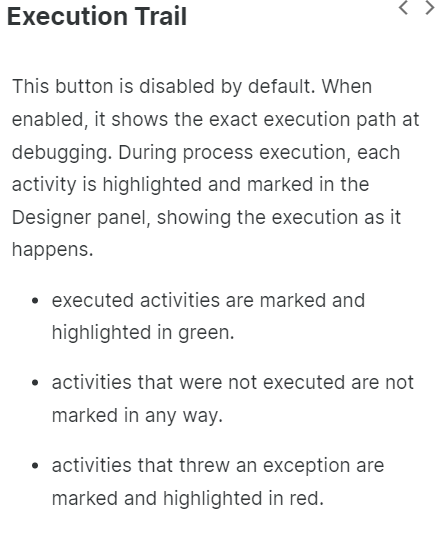 Execution Trail
This button is disabled by default. When
enabled, it shows the exact execution path at
debugging. During process execution, each
activity is highlighted and marked in the
Designer panel, showing the execution as it
happens.
• executed activities are marked and
highlighted in green.
• activities that were not executed are not
marked in any way.
• activities that threw an exception are
marked and highlighted in red.